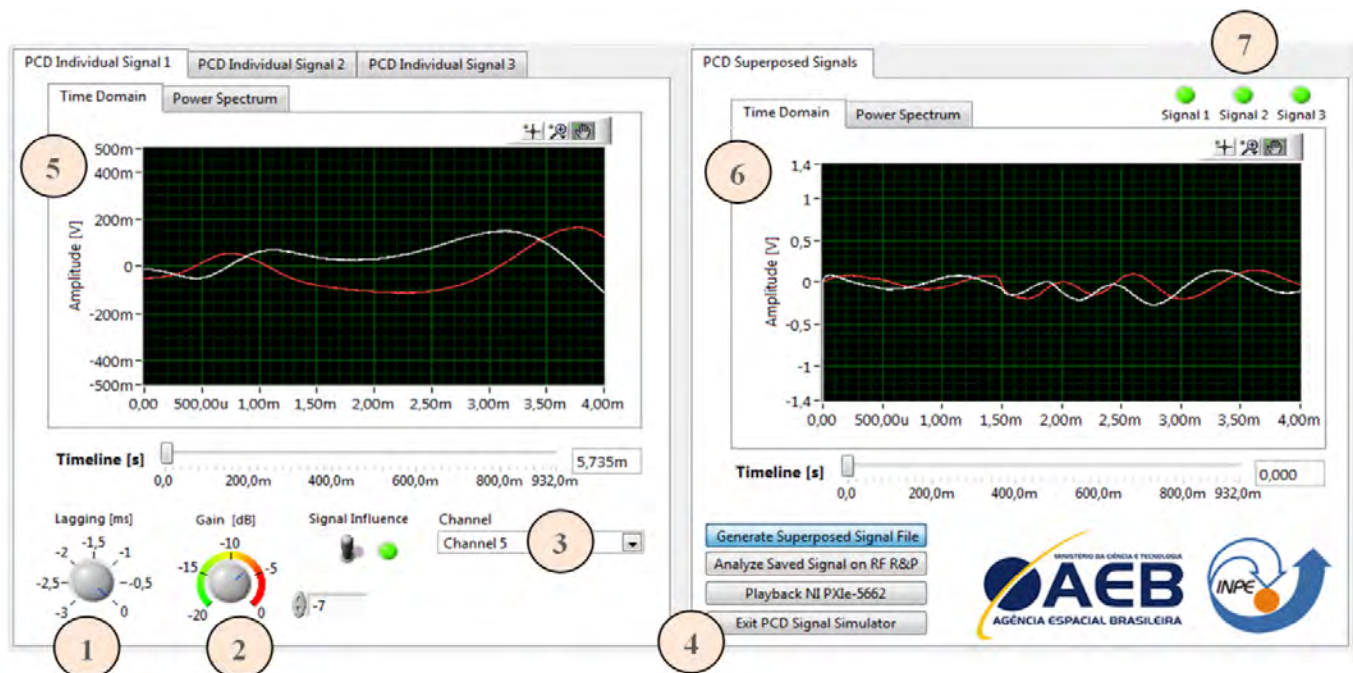 7
PCD Individual Signal 1 PCD Individual Signal 2 PCD Individual Signal 3
Time Domain Power Spectrum
5
500m
400m
200m
0
-200m
-400m
-500m
Amplitude [V]
0,00 500,00u 1,00m 1,50m 2,00m 2,50m 3,00m 3,50m 4,00m
Timeline [s]
5,735m
0,0 200,0m 400,0m 600,0m 800,0m 932,0m
Lagging [ms]
-3 -2,5 -2 -1,5 -1 -0,5 0
1
Gain [dB]
-20 -15 -10 -5 0
2
-7
Signal Influence
Channel
Channel 5
3
PCD Superposed Signals
Signal 1 Signal 2 Signal 3
Time Domain Power Spectrum
6
1,4
1
0,5
0
-0,5
-1
-1,4
Amplitude [V]
0,00 500,00u 1,00m 1,50m 2,00m 2,50m 3,00m 3,50m 4,00m
Timeline [s]
0,000
0,0 200,0m 400,0m 600,0m 800,0m 932,0m
Generate Superposed Signal File
Analyze Saved Signal on RF R&P
Playback NI PXIe-5662
Exit PCD Signal Simulator
4
MINISTÉRIO DA CIÊNCIA E TECNOLOGIA
AEB
AGÊNCIA ESPACIAL BRASILEIRA
INPE